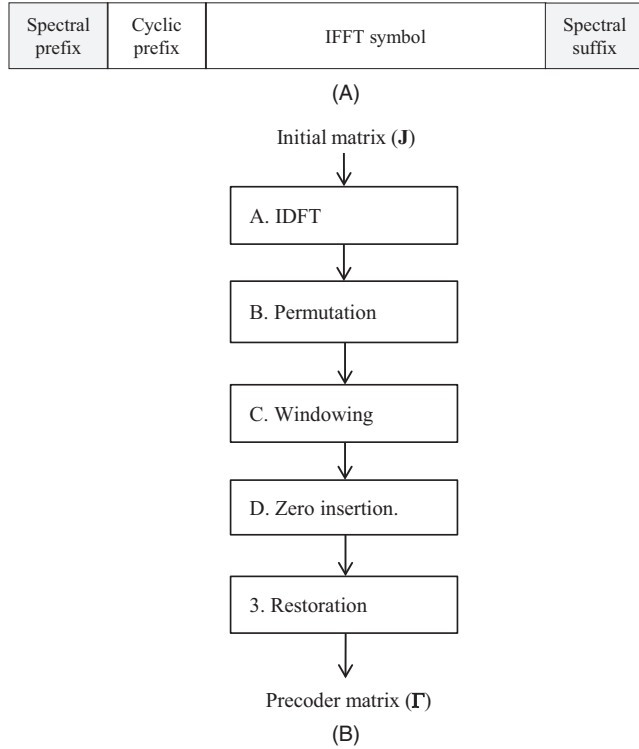 Spectral prefix
Cyclic prefix
IFFT symbol
Spectral suffix
(A)
Initial matrix (J)
A. IDFT
B. Permutation
C. Windowing
D. Zero insertion.
3. Restoration
Precoder matrix (Γ)
(B)